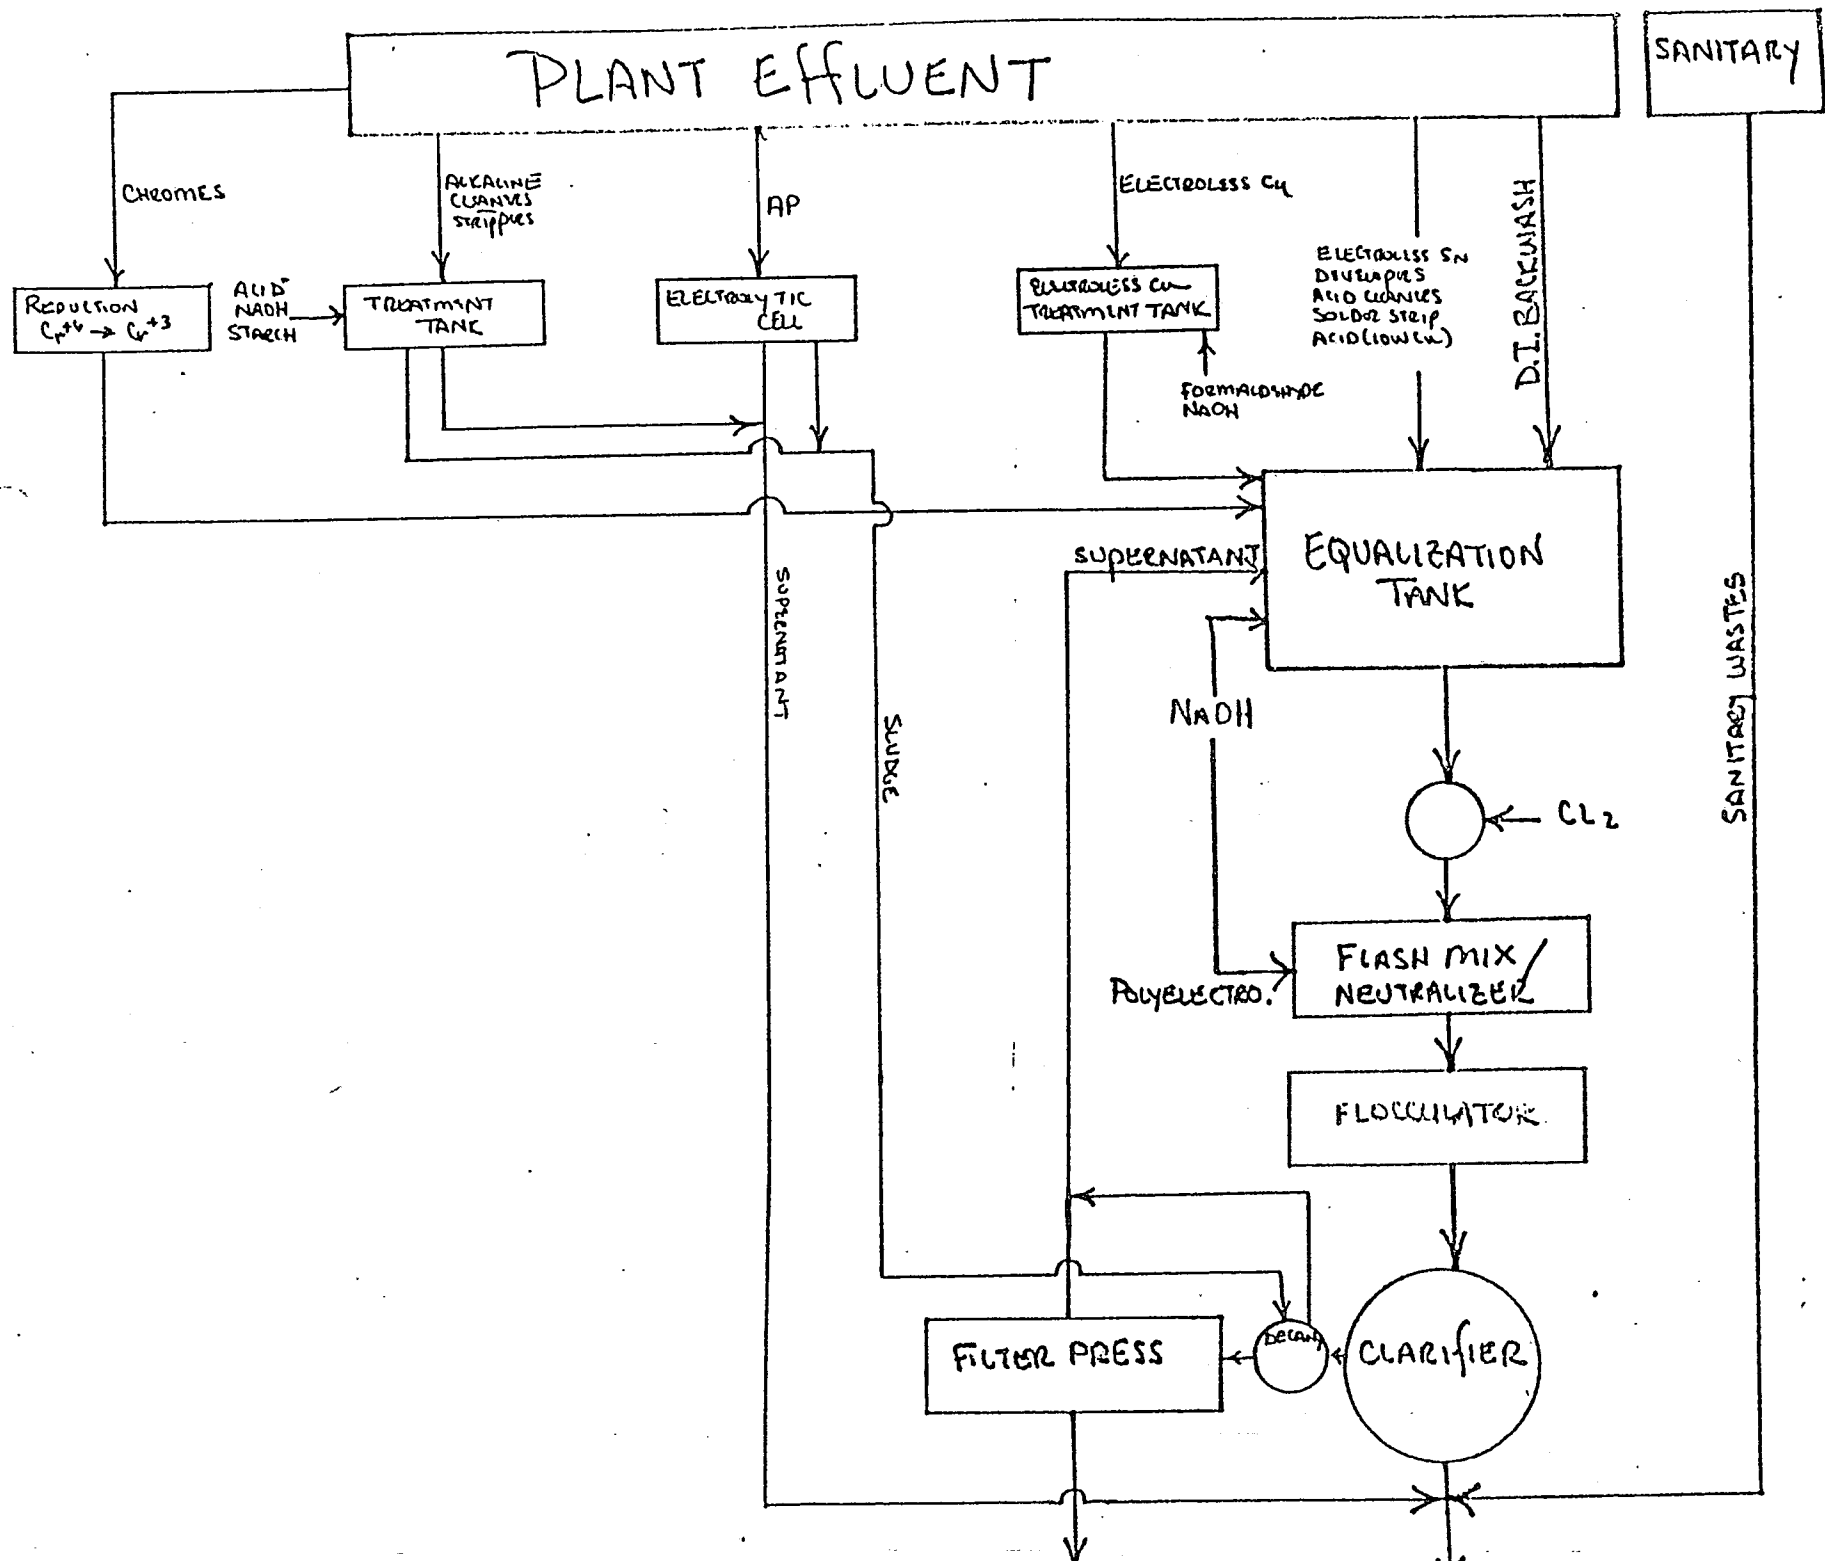 PLANT EFFLUENT
SANITARY
CHROMES
ALKALINE
CLEANERS
STRIPPERS
AP
ELECTROLESS Cu
ELECTROLESS SN
DEVELOPERS
ACID CLEANERS
SOLDER STRIP
ACID (LOW Cu)
D.I. BACKWASH
REDUCTION
Cr+6 → Cr+3
ACID
NAOH
STARCH
TREATMENT
TANK
ELECTROLYTIC
CELL
ELECTROLESS Cu
TREATMENT TANK
FORMALDEHYDE
NAOH
SUPERNATANT
EQUALIZATION
TANK
SUPERNATANT
SLUDGE
NAOH
SANITARY WASTES
CL2
FLASH MIX/
NEUTRALIZER
POLYELECTRO.
FLOCCULATOR
FILTER PRESS
DECANT
CLARIFIER